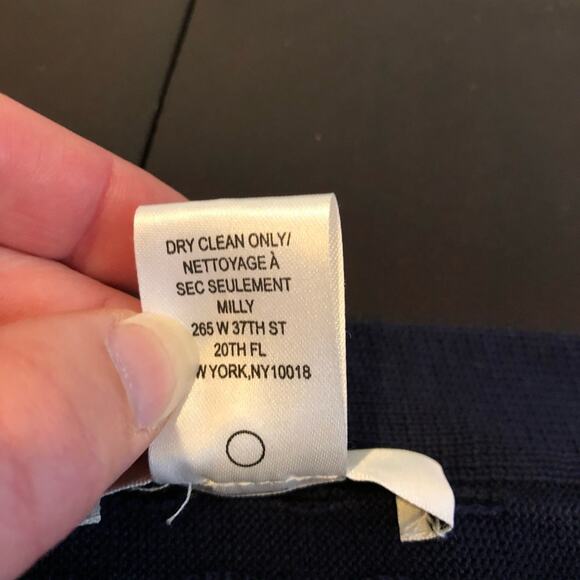 DRY CLEAN ONLY/
NETTOYAGE À
SEC SEULEMENT
MILLY
265 W 37TH ST
20TH FL
W YORK,NY10018